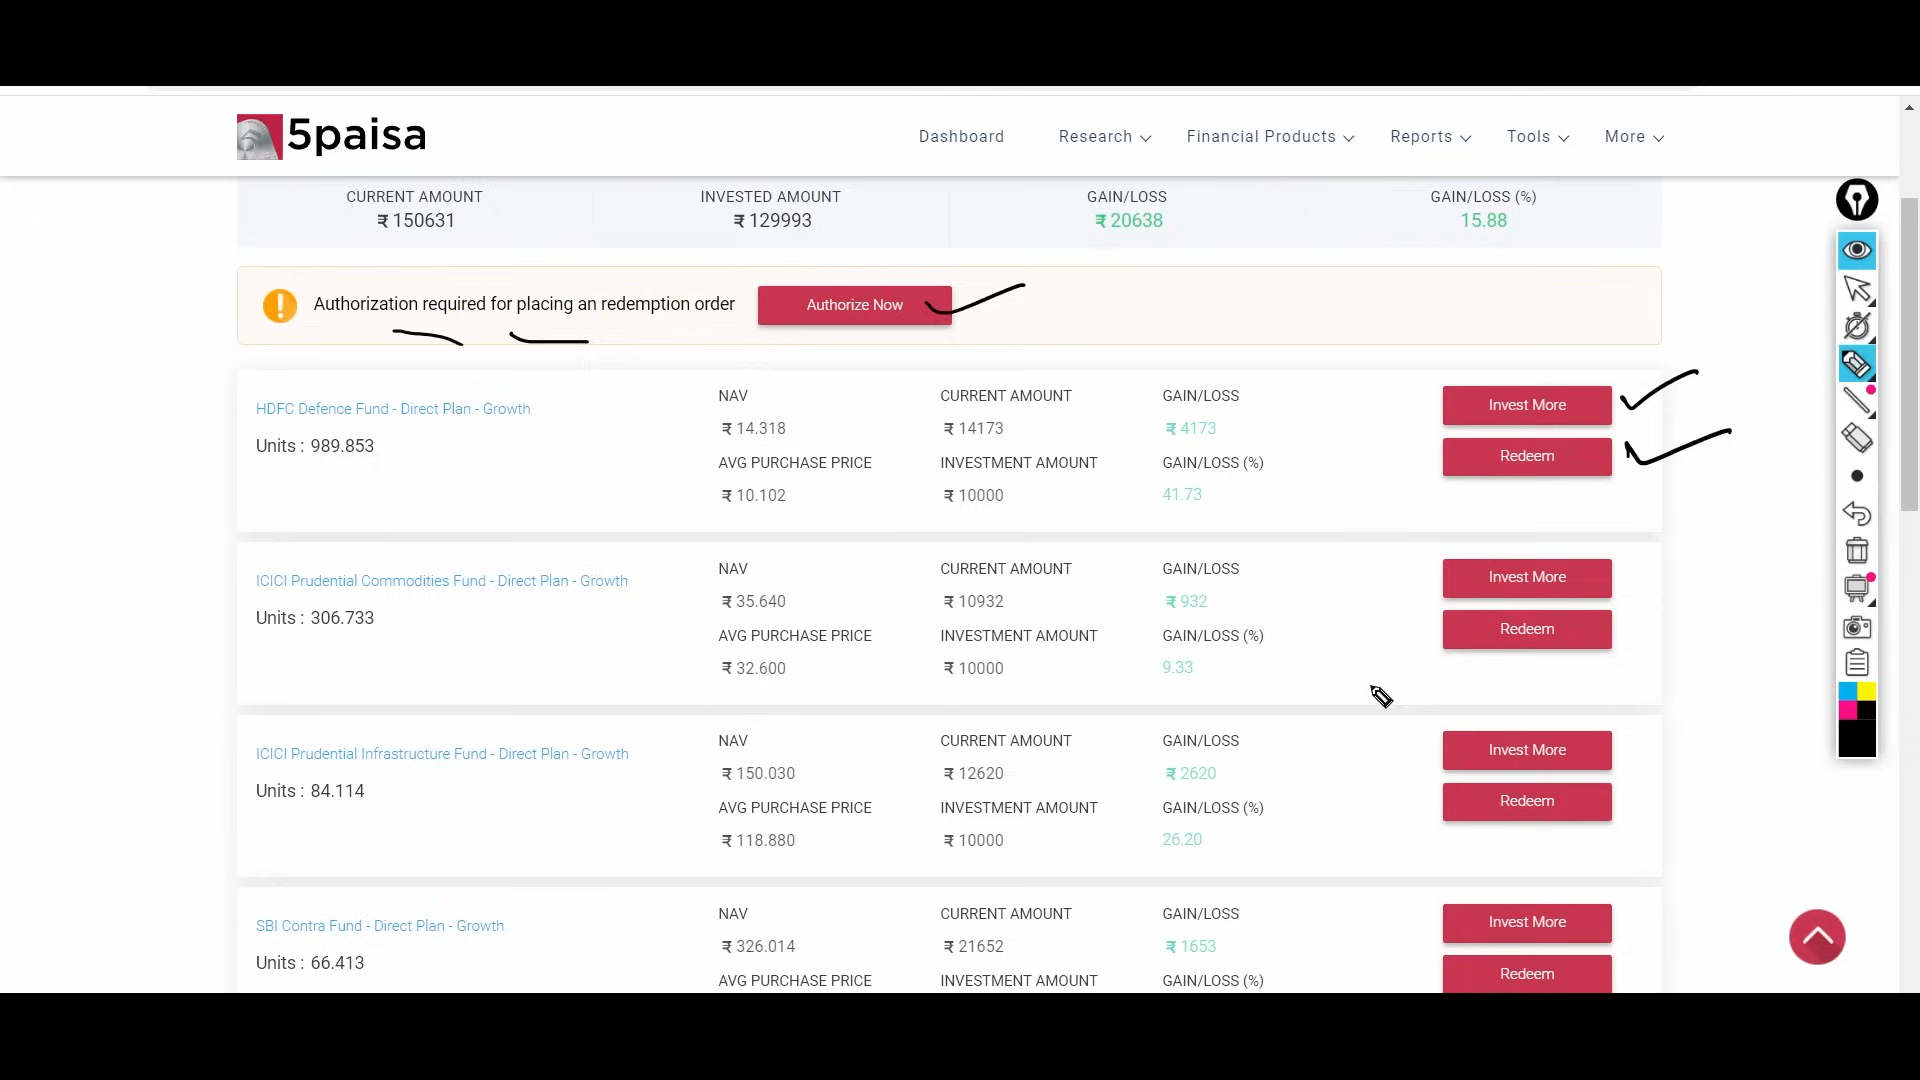 5paisa
Dashboard Research Financial Products Reports Tools More
CURRENT AMOUNT INVESTED AMOUNT GAIN/LOSS GAIN/LOSS (%)
₹ 150631 ₹ 129993 ₹ 20638 15.88
Authorization required for placing an redemption order Authorize Now
HDFC Defence Fund - Direct Plan - Growth
Units : 989.853
NAV CURRENT AMOUNT GAIN/LOSS
₹ 14.318 ₹ 14173 ₹ 4173
AVG PURCHASE PRICE INVESTMENT AMOUNT GAIN/LOSS (%)
₹ 10.102 ₹ 10000 41.73
Invest More
Redeem
ICICI Prudential Commodities Fund - Direct Plan - Growth
Units : 306.733
NAV CURRENT AMOUNT GAIN/LOSS
₹ 35.640 ₹ 10932 ₹ 932
AVG PURCHASE PRICE INVESTMENT AMOUNT GAIN/LOSS (%)
₹ 32.600 ₹ 10000 9.33
Invest More
Redeem
ICICI Prudential Infrastructure Fund - Direct Plan - Growth
Units : 84.114
NAV CURRENT AMOUNT GAIN/LOSS
₹ 150.030 ₹ 12620 ₹ 2620
AVG PURCHASE PRICE INVESTMENT AMOUNT GAIN/LOSS (%)
₹ 118.880 ₹ 10000 26.20
Invest More
Redeem
SBI Contra Fund - Direct Plan - Growth
Units : 66.413
NAV CURRENT AMOUNT GAIN/LOSS
₹ 326.014 ₹ 21652 ₹ 1653
AVG PURCHASE PRICE INVESTMENT AMOUNT GAIN/LOSS (%)
Invest More
Redeem